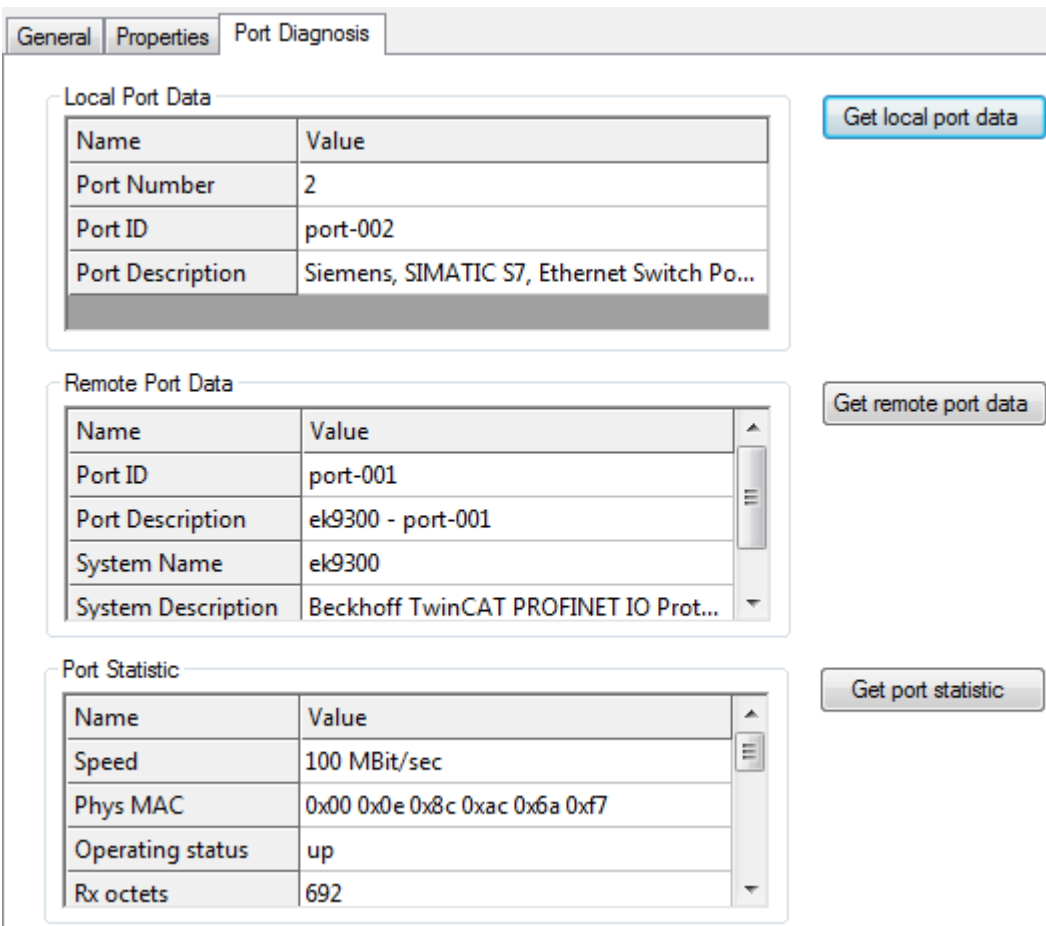 General Properties Port Diagnosis
Local Port Data
Get local port data
Name Value
Port Number 2
Port ID port-002
Port Description Siemens, SIMATIC S7, Ethernet Switch Po...
Remote Port Data
Get remote port data
Name Value
Port ID port-001
Port Description ek9300 - port-001
System Name ek9300
System Description Beckhoff TwinCAT PROFINET IO Prot...
Port Statistic
Get port statistic
Name Value
Speed 100 MBit/sec
Phys MAC 0x00 0x0e 0x8c 0xac 0x6a 0xf7
Operating status up
Rx octets 692